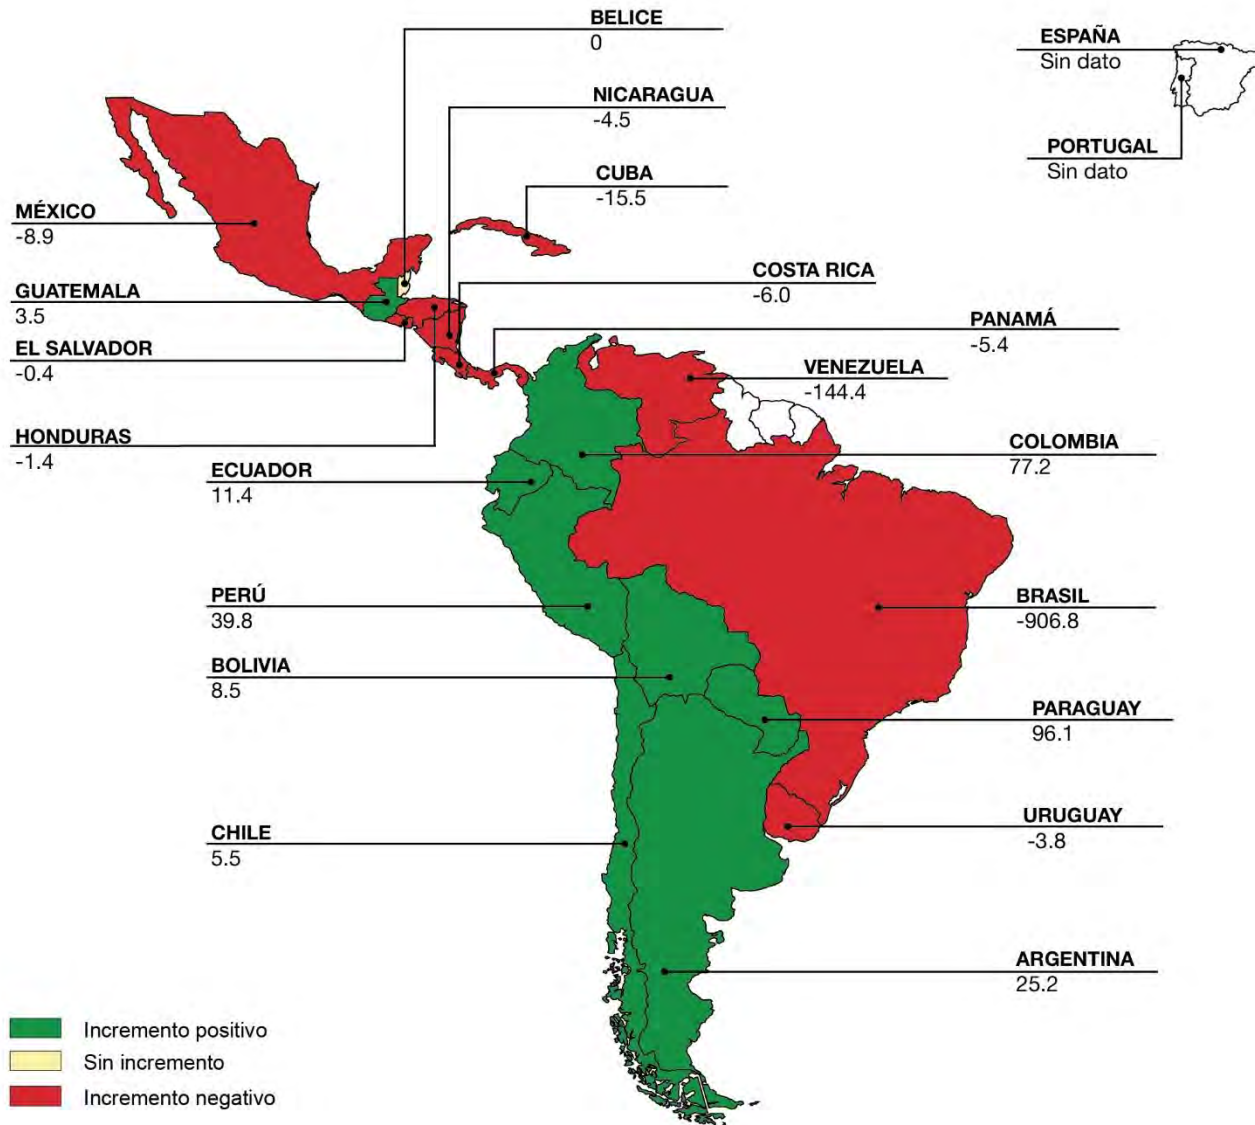 BELICE
0
ESPAÑA
Sin dato
NICARAGUA
-4.5
PORTUGAL
Sin dato
CUBA
-15.5
MÉXICO
-8.9
COSTA RICA
-6.0
GUATEMALA
3.5
PANAMÁ
-5.4
EL SALVADOR
-0.4
VENEZUELA
-144.4
HONDURAS
-1.4
COLOMBIA
77.2
ECUADOR
11.4
PERÚ
39.8
BRASIL
-906.8
BOLIVIA
8.5
PARAGUAY
96.1
CHILE
5.5
URUGUAY
-3.8
ARGENTINA
25.2
Incremento positivo
Sin incremento
Incremento negativo